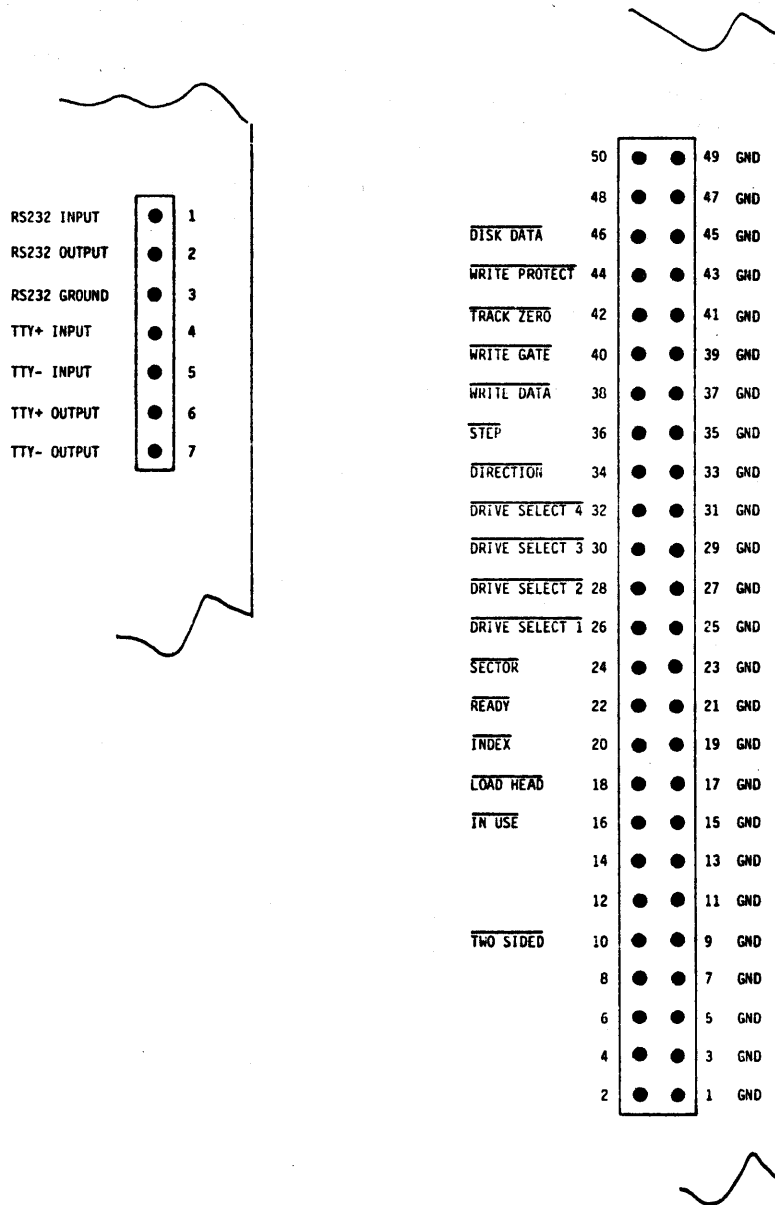 RS232 INPUT 1
RS232 OUTPUT 2
RS232 GROUND 3
TTY+ INPUT 4
TTY- INPUT 5
TTY+ OUTPUT 6
TTY- OUTPUT 7
50 49 GND
48 47 GND
DISK DATA 46 45 GND
WRITE PROTECT 44 43 GND
TRACK ZERO 42 41 GND
WRITE GATE 40 39 GND
WRITE DATA 38 37 GND
STEP 36 35 GND
DIRECTION 34 33 GND
DRIVE SELECT 4 32 31 GND
DRIVE SELECT 3 30 29 GND
DRIVE SELECT 2 28 27 GND
DRIVE SELECT 1 26 25 GND
SECTOR 24 23 GND
READY 22 21 GND
INDEX 20 19 GND
LOAD HEAD 18 17 GND
IN USE 16 15 GND
14 13 GND
12 11 GND
TWO SIDED 10 9 GND
8 7 GND
6 5 GND
4 3 GND
2 1 GND